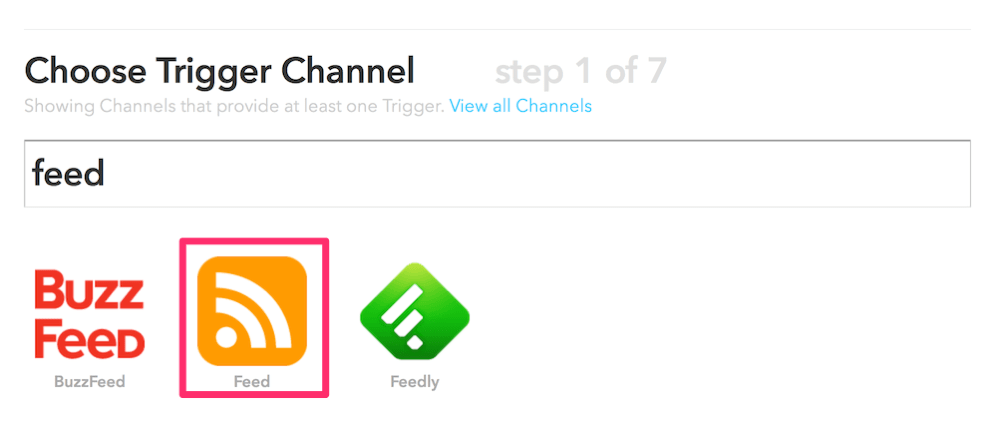 Choose Trigger Channel step 1 of 7
Showing Channels that provide at least one Trigger. View all Channels
feed
BUZZ
FEED
BuzzFeed
Feed
Feedly